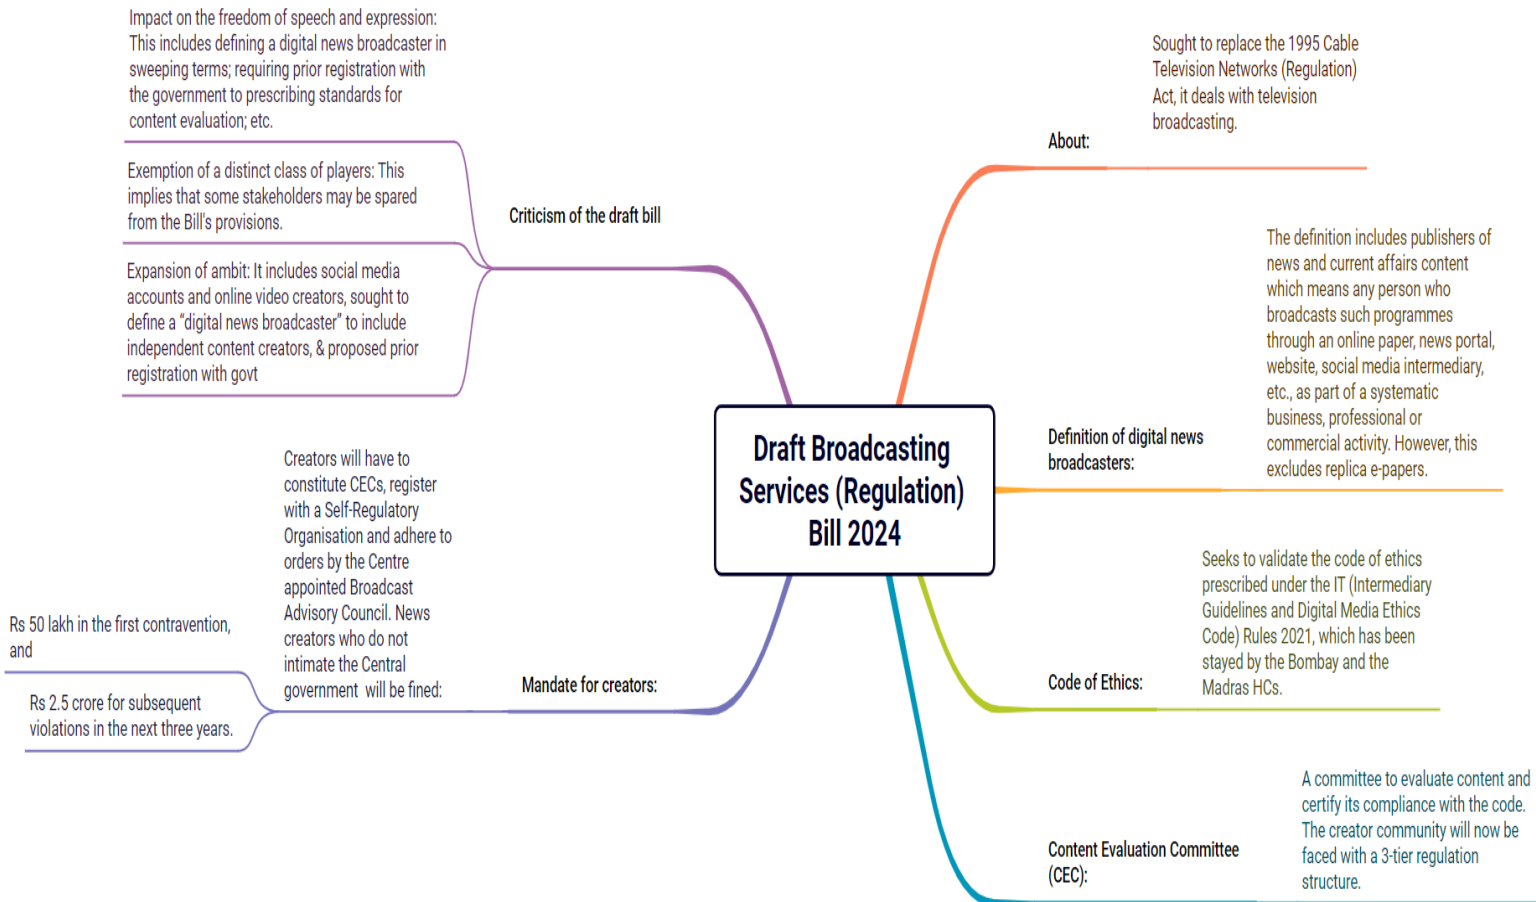 Draft Broadcasting
Services (Regulation)
Bill 2024
About:
Sought to replace the 1995 Cable
Television Networks (Regulation)
Act, it deals with television
broadcasting.
Definition of digital news
broadcasters:
The definition includes publishers of
news and current affairs content
which means any person who
broadcasts such programmes
through an online paper, news portal,
website, social media intermediary,
etc., as part of a systematic
business, professional or
commercial activity. However, this
excludes replica e-papers.
Code of Ethics:
Seeks to validate the code of ethics
prescribed under the IT (Intermediary
Guidelines and Digital Media Ethics
Code) Rules 2021, which has been
stayed by the Bombay and the
Madras HCs.
Content Evaluation Committee
(CEC):
A committee to evaluate content and
certify its compliance with the code.
The creator community will now be
faced with a 3-tier regulation
structure.
Mandate for creators:
Creators will have to
constitute CECs, register
with a Self-Regulatory
Organisation and adhere to
orders by the Centre
appointed Broadcast
Advisory Council. News
creators who do not
intimate the Central
government will be fined:
Rs 50 lakh in the first contravention,
and
Rs 2.5 crore for subsequent
violations in the next three years.
Criticism of the draft bill
Impact on the freedom of speech and expression:
This includes defining a digital news broadcaster in
sweeping terms; requiring prior registration with
the government to prescribing standards for
content evaluation; etc.
Exemption of a distinct class of players: This
implies that some stakeholders may be spared
from the Bill's provisions.
Expansion of ambit: It includes social media
accounts and online video creators, sought to
define a “digital news broadcaster” to include
independent content creators, & proposed prior
registration with govt